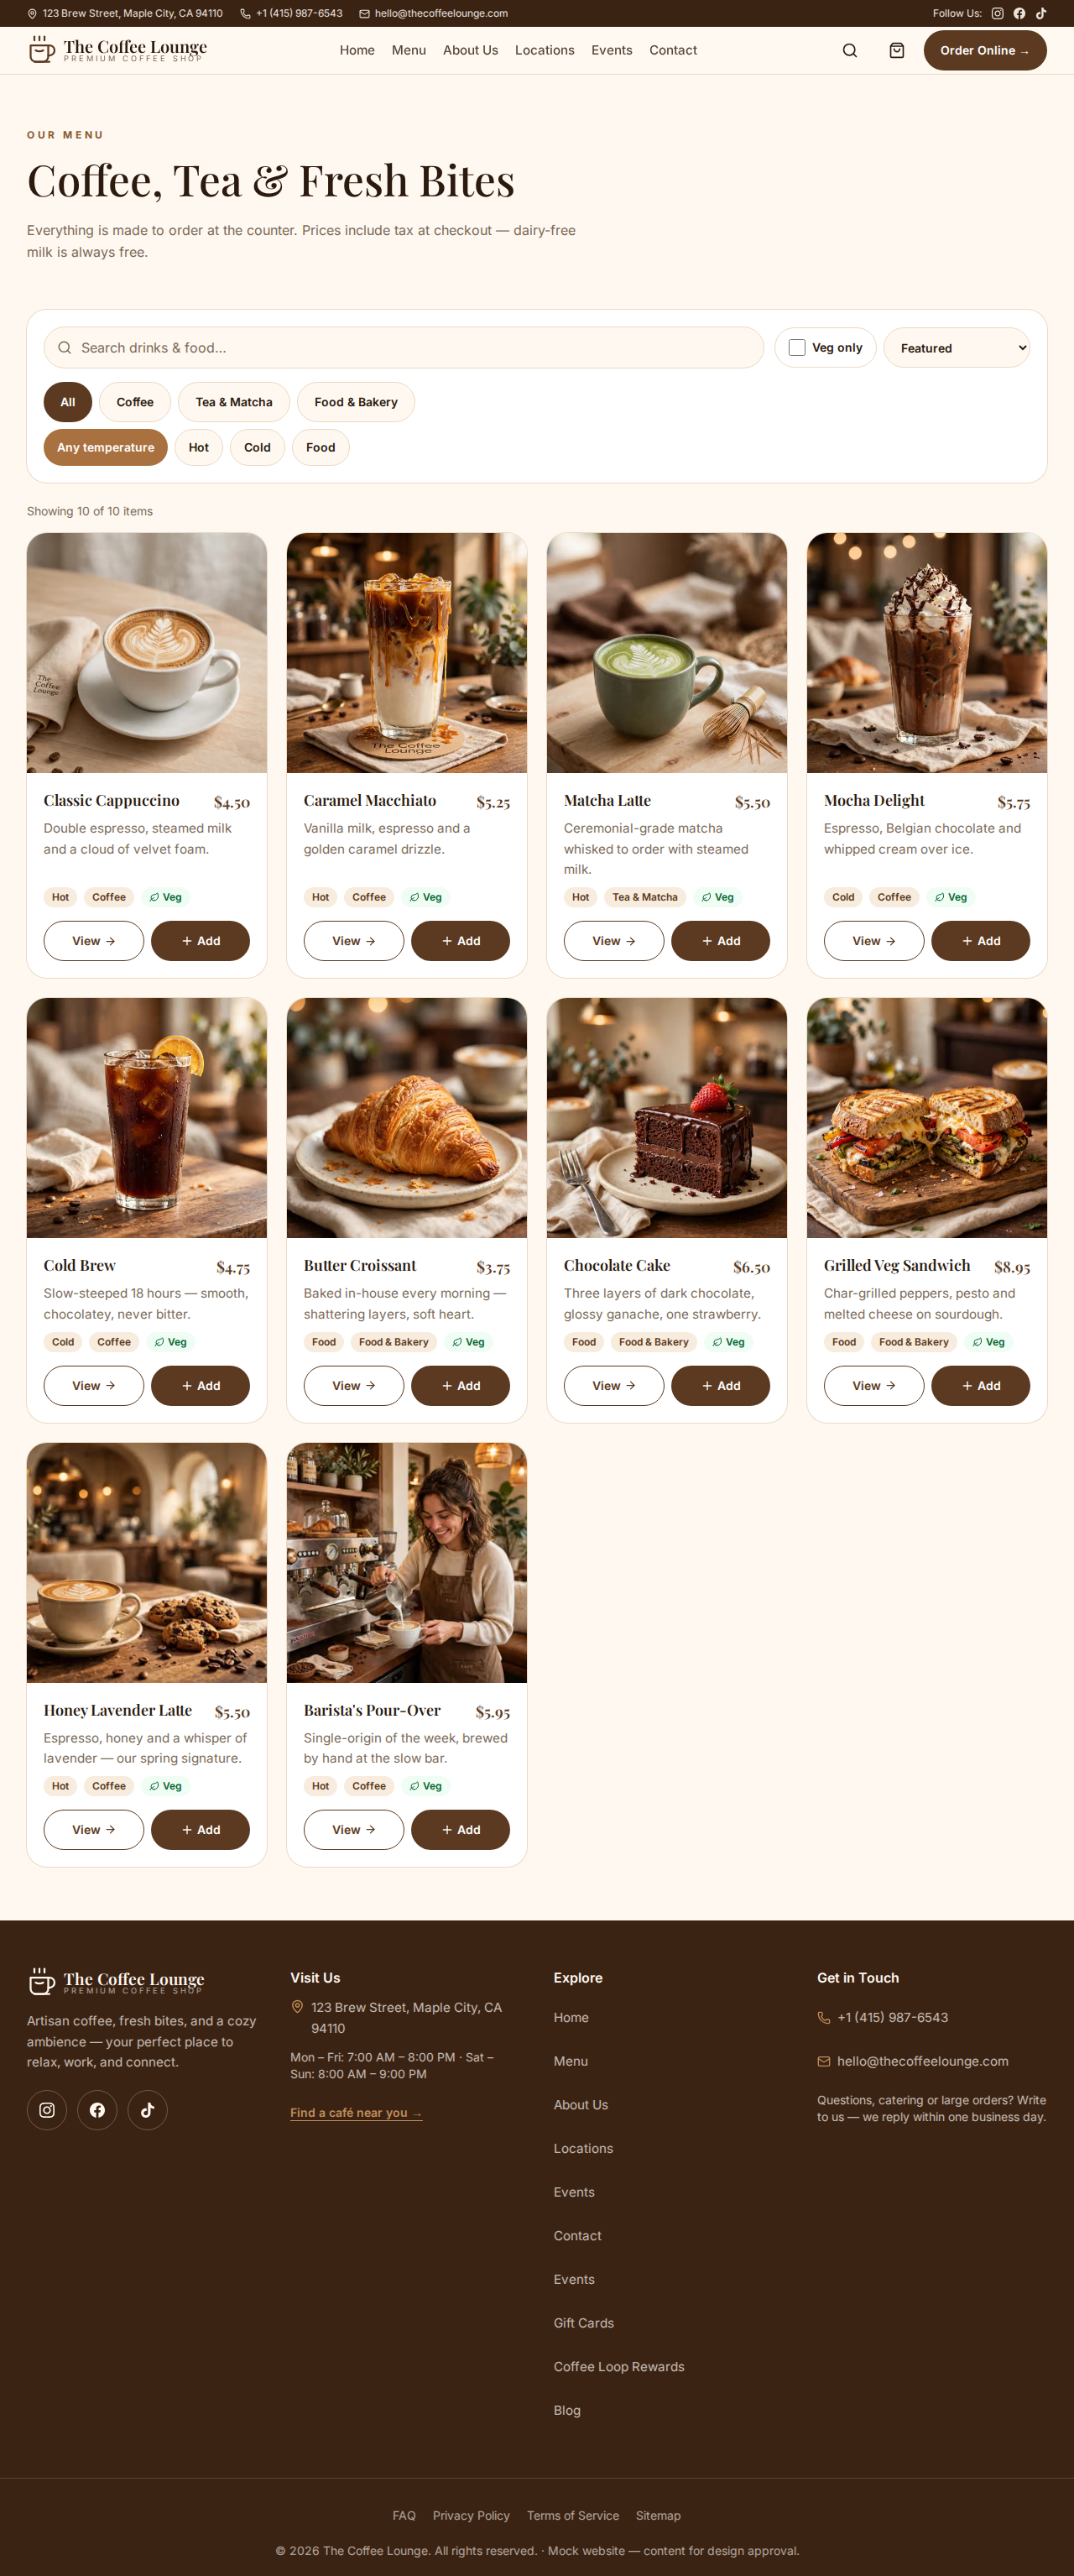 123 Brew Street, Maple City, CA 94110 +1 (415) 987-6543 hello@thecoffeelounge.com Follow Us:
The Coffee Lounge
PREMIUM COFFEE SHOP
Home Menu About Us Locations Events Contact
Order Online →
OUR MENU
Coffee, Tea & Fresh Bites
Everything is made to order at the counter. Prices include tax at checkout — dairy-free
milk is always free.
Search drinks & food...
Veg only
Featured
All Coffee Tea & Matcha Food & Bakery
Any temperature Hot Cold Food
Showing 10 of 10 items
The
Coffee
Lounge
Classic Cappuccino $4.50
Double espresso, steamed milk
and a cloud of velvet foam.
Hot Coffee Veg
View → + Add
The Coffee
Lounge
Caramel Macchiato $5.25
Vanilla milk, espresso and a
golden caramel drizzle.
Hot Coffee Veg
View → + Add
Matcha Latte $5.50
Ceremonial-grade matcha
whisked to order with steamed
milk.
Hot Tea & Matcha Veg
View → + Add
Mocha Delight $5.75
Espresso, Belgian chocolate and
whipped cream over ice.
Cold Coffee Veg
View → + Add
Cold Brew $4.75
Slow-steeped 18 hours — smooth,
chocolatey, never bitter.
Cold Coffee Veg
View → + Add
Butter Croissant $3.75
Baked in-house every morning —
shattering layers, soft heart.
Food Food & Bakery Veg
View → + Add
Chocolate Cake $6.50
Three layers of dark chocolate,
glossy ganache, one strawberry.
Food Food & Bakery Veg
View → + Add
Grilled Veg Sandwich $8.95
Char-grilled peppers, pesto and
melted cheese on sourdough.
Food Food & Bakery Veg
View → + Add
Honey Lavender Latte $5.50
Espresso, honey and a whisper of
lavender — our spring signature.
Hot Coffee Veg
View → + Add
Barista's Pour-Over $5.95
Single-origin of the week, brewed
by hand at the slow bar.
Hot Coffee Veg
View → + Add
The Coffee Lounge
PREMIUM COFFEE SHOP
Artisan coffee, fresh bites, and a cozy
ambience — your perfect place to
relax, work, and connect.
Visit Us
123 Brew Street, Maple City, CA
94110
Mon – Fri: 7:00 AM – 8:00 PM · Sat –
Sun: 8:00 AM – 9:00 PM
Find a café near you →
Explore
Home
Menu
About Us
Locations
Events
Contact
Events
Gift Cards
Coffee Loop Rewards
Blog
Get in Touch
+1 (415) 987-6543
hello@thecoffeelounge.com
Questions, catering or large orders? Write
to us — we reply within one business day.
FAQ Privacy Policy Terms of Service Sitemap
© 2026 The Coffee Lounge. All rights reserved. · Mock website — content for design approval.